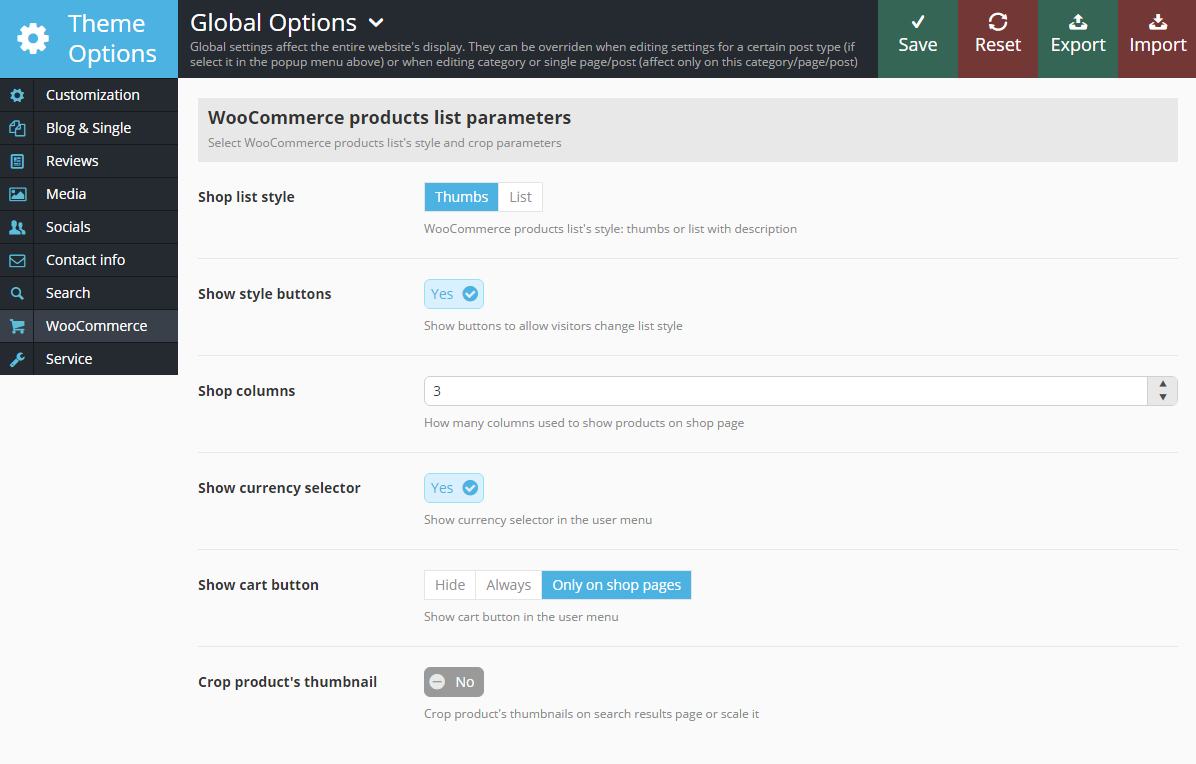 Theme
Options
Global Options
Global settings affect the entire website's display. They can be overriden when editing settings for a certain post type (if
select it in the popup menu above) or when editing category or single page/post (affect only on this category/page/post)
Save
Reset
Export
Import
Customization
Blog & Single
Reviews
Media
Socials
Contact info
Search
WooCommerce
Service
WooCommerce products list parameters
Select WooCommerce products list's style and crop parameters
Shop list style
Thumbs
List
WooCommerce products list's style: thumbs or list with description
Show style buttons
Yes
Show buttons to allow visitors change list style
Shop columns
3
How many columns used to show products on shop page
Show currency selector
Yes
Show currency selector in the user menu
Show cart button
Hide
Always
Only on shop pages
Show cart button in the user menu
Crop product's thumbnail
No
Crop product's thumbnails on search results page or scale it